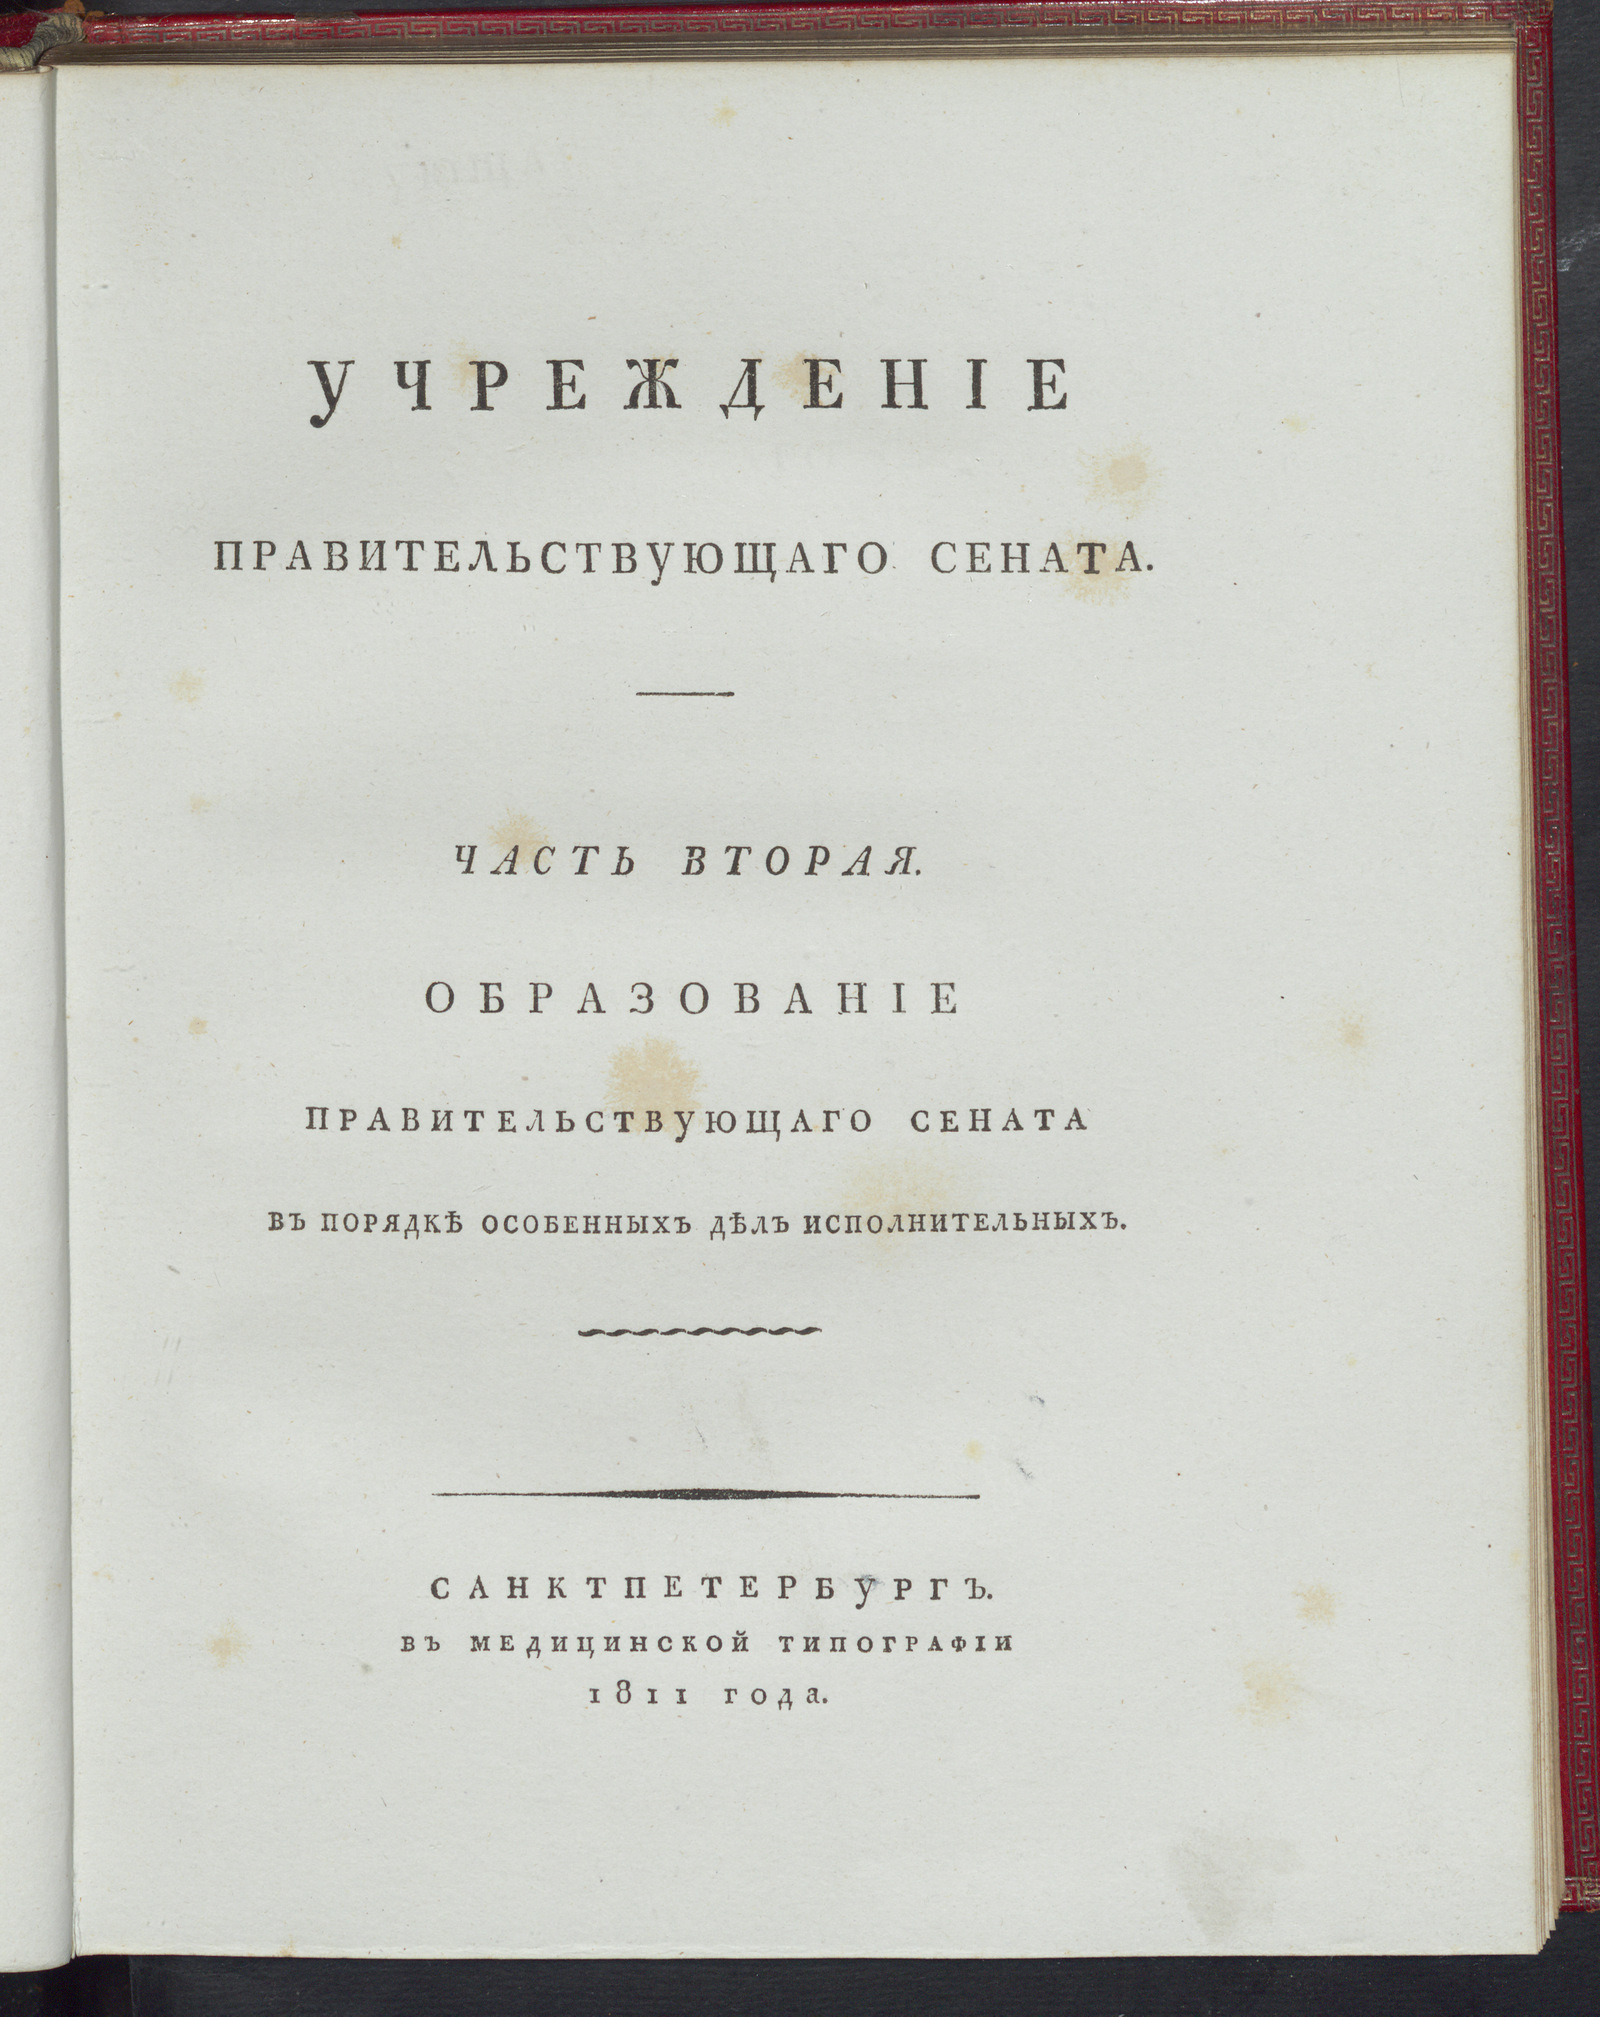 УЧРЕЖДЕНІЕ
ПРАВИТЕЛЬСТВУЮЩАГО СЕНАТА.
ЧАСТЬ ВТОРАЯ.
ОБРАЗОВАНІЕ
ПРАВИТЕЛЬСТВУЮЩАГО СЕНАТА
ВЪ ПОРЯДКѢ ОСОБЕННЫХЪ ДѢЛЪ ИСПОЛНИТЕЛЬНЫХЪ.
САНКТПЕТЕРБУРГЪ.
ВЪ МЕДИЦИНСКОЙ ТИПОГРАФІИ
1811 года.